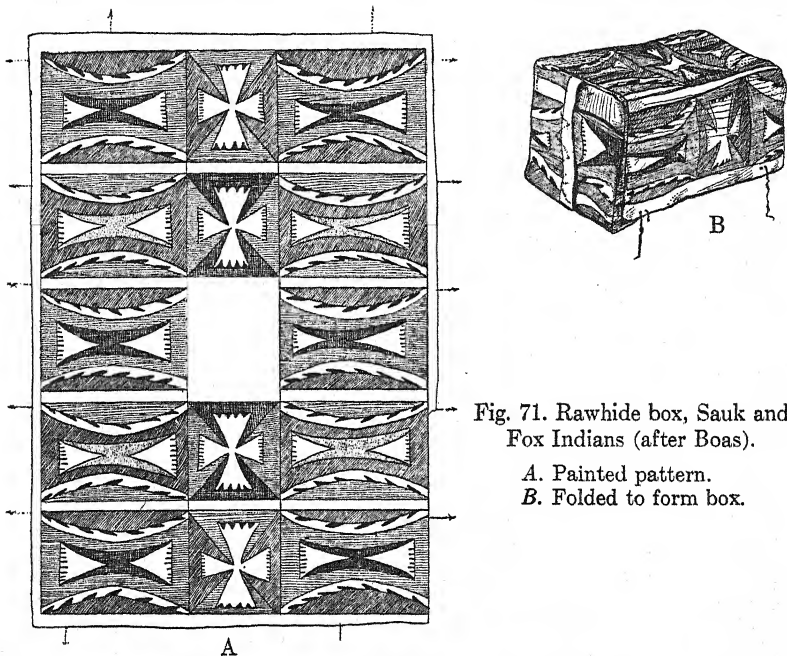 B
Fig. 71. Rawhide box, Sauk and
Fox Indians (after Boas).
A. Painted pattern.
B. Folded to form box.
A